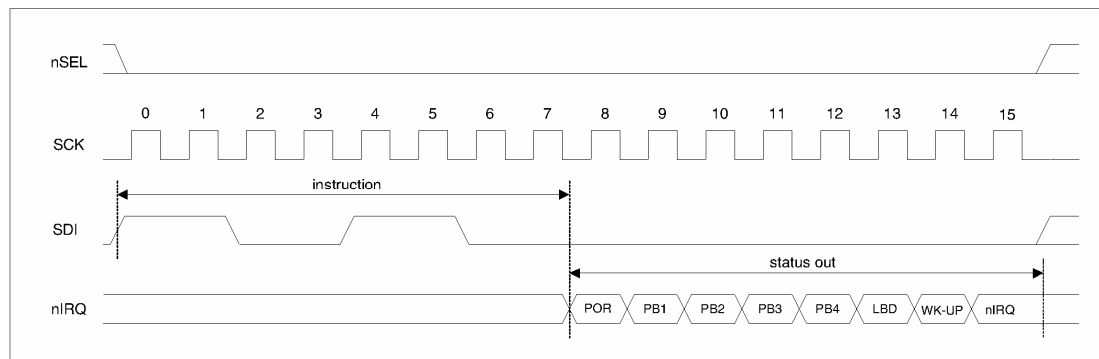 nSEL
0 1 2 3 4 5 6 7 8 9 10 11 12 13 14 15
SCK
instruction
SDI
status out
nIRQ POR PB1 PB2 PB3 PB4 LBD WK-UP nIRQ